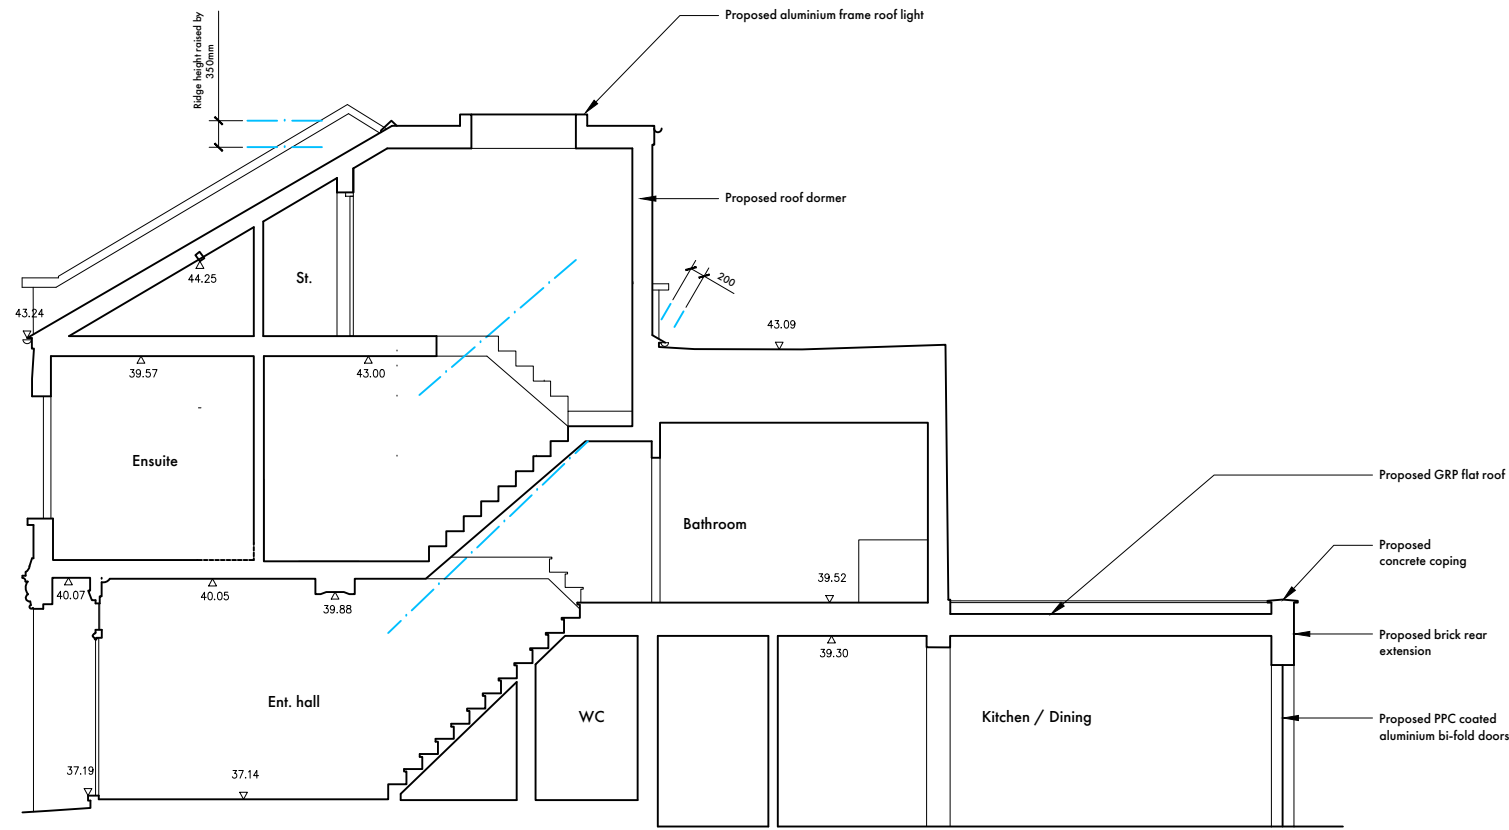 Proposed aluminium frame roof light
Ridge height raised by
350mm
Proposed roof dormer
44.25
St.
200
43.24
43.09
39.57
43.00
Ensuite
Proposed GRP flat roof
Bathroom
Proposed
concrete coping
40.07
40.05
39.88
39.52
Proposed brick rear
extension
39.30
Ent. hall
WC
Kitchen / Dining
Proposed PPC coated
aluminium bi-fold doors
37.19
37.14